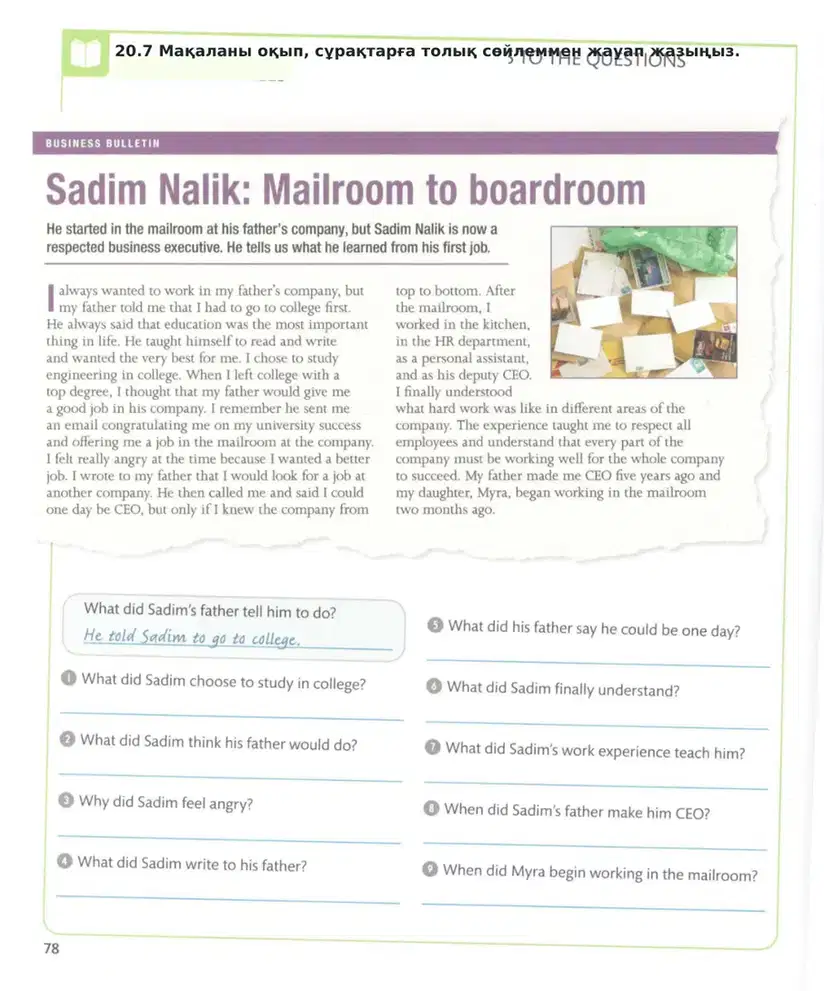 20.7 Мақаланы оқып, сұрақтарға толық сөйлеммен жауап жазыңыз.
TO THE QUESTIONS
BUSINESS BULLETIN
Sadim Nalik: Mailroom to boardroom
He started in the mailroom at his father's company, but Sadim Nalik is now a
respected business executive. He tells us what he learned from his first job.
I always wanted to work in my father's company, but
my father told me that I had to go to college first.
He always said that education was the most important
thing in life. He taught himself to read and write
and wanted the very best for me. I chose to study
engineering in college. When I left college with a
top degree, I thought that my father would give me
a good job in his company. I remember he sent me
an email congratulating me on my university success
and offering me a job in the mailroom at the company.
I felt really angry at the time because I wanted a better
job. I wrote to my father that I would look for a job at
another company. He then called me and said I could
one day be CEO, but only if I knew the company from
top to bottom. After
the mailroom, I
worked in the kitchen,
in the HR department,
as a personal assistant,
and as his deputy CEO.
I finally understood
what hard work was like in different areas of the
company. The experience taught me to respect all
employees and understand that every part of the
company must be working well for the whole company
to succeed. My father made me CEO five years ago and
my daughter, Myra, began working in the mailroom
two months ago.
What did Sadim's father tell him to do?
He told Sadim to go to college.
1 What did Sadim choose to study in college?
2 What did Sadim think his father would do?
3 Why did Sadim feel angry?
4 What did Sadim write to his father?
5 What did his father say he could be one day?
6 What did Sadim finally understand?
7 What did Sadim's work experience teach him?
8 When did Sadim's father make him CEO?
9 When did Myra begin working in the mailroom?
78